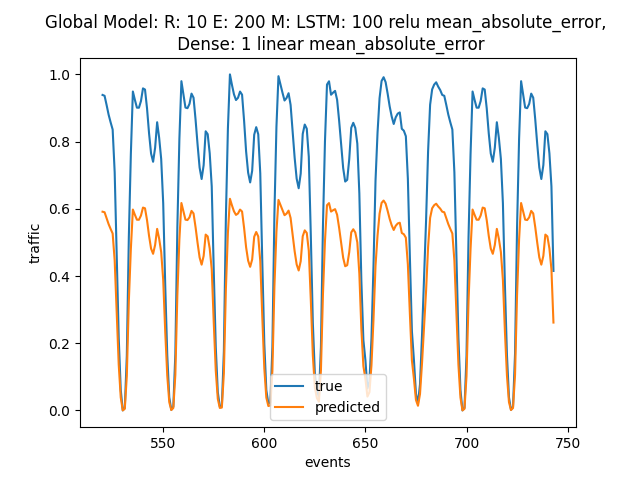 Global Model: R: 10 E: 200 M: LSTM: 100 relu mean_absolute_error,
Dense: 1 linear mean_absolute_error
1.0
0.8
0.6
0.4
0.2
0.0
traffic
true
predicted
550
600
650
700
750
events